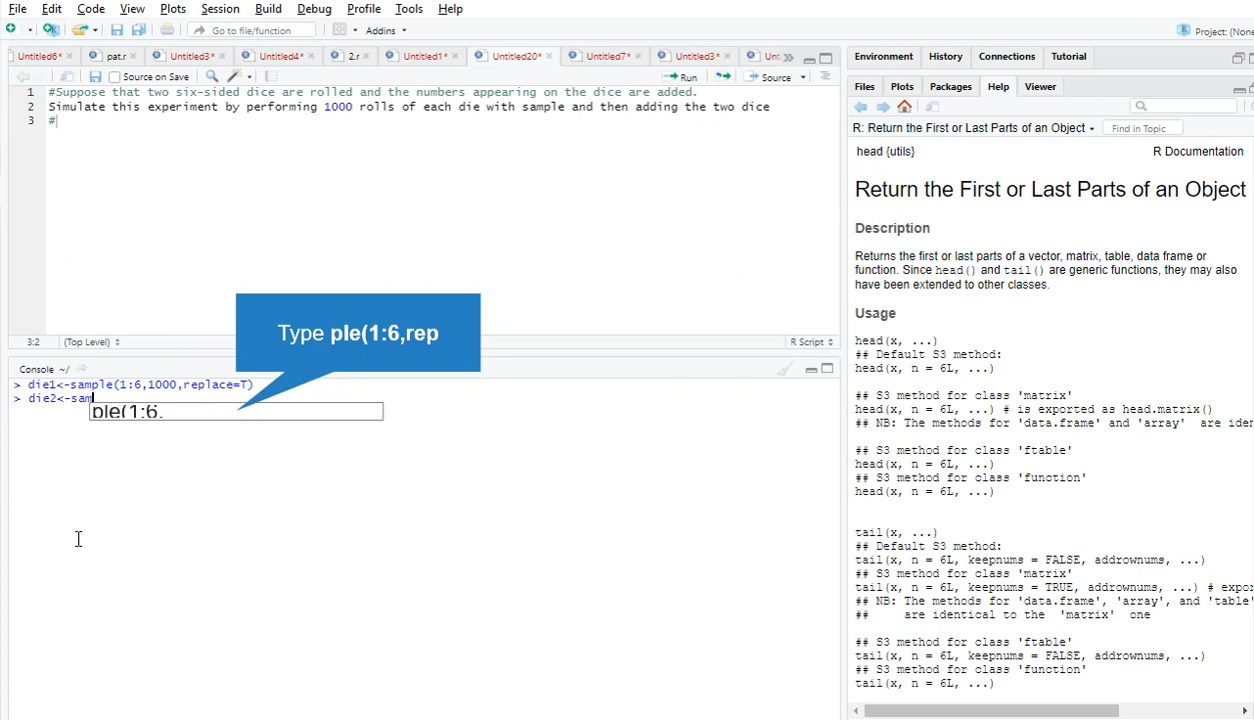 File Edit Code View Plots Session Build Debug Profile Tools Help
Go to file/function Addins Project: (None
Untitled6* pat.r Untitled3* Untitled4* 2.r Untitled1* Untitled20* Untitled7* Untitled3* Unt
Source on Save Run Source
1 #Suppose that two six-sided dice are rolled and the numbers appearing on the dice are added.
2 Simulate this experiment by performing 1000 rolls of each die with sample and then adding the two dice
3 #
Type ple(1:6,rep
3:2 (Top Level) R Script
Console ~/
> die1<-sample(1:6,1000,replace=T)
> die2<-sam
ple(1:6,
Environment History Connections Tutorial
Files Plots Packages Help Viewer
R: Return the First or Last Parts of an Object Find in Topic
head {utils} R Documentation
Return the First or Last Parts of an Object
Description
Returns the first or last parts of a vector, matrix, table, data frame or
function. Since head() and tail() are generic functions, they may also
have been extended to other classes.
Usage
head(x, ...)
## Default S3 method:
head(x, n = 6L, ...)
## S3 method for class 'matrix'
head(x, n = 6L, ...) # is exported as head.matrix()
## NB: The methods for 'data.frame' and 'array' are iden
## S3 method for class 'ftable'
head(x, n = 6L, ...)
## S3 method for class 'function'
head(x, n = 6L, ...)
tail(x, ...)
## Default S3 method:
tail(x, n = 6L, keepnums = FALSE, addrownums, ...)
## S3 method for class 'matrix'
tail(x, n = 6L, keepnums = TRUE, addrownums, ...) # expor
## NB: The methods for 'data.frame', 'array', and 'table'
## are identical to the 'matrix' one
## S3 method for class 'ftable'
tail(x, n = 6L, keepnums = FALSE, addrownums, ...)
## S3 method for class 'function'
tail(x, n = 6L, ...)